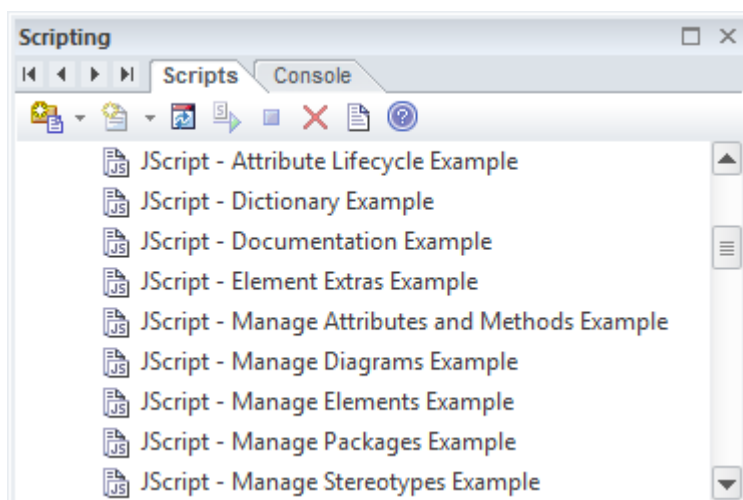 Scripting
Scripts Console
JScript - Attribute Lifecycle Example
JScript - Dictionary Example
JScript - Documentation Example
JScript - Element Extras Example
JScript - Manage Attributes and Methods Example
JScript - Manage Diagrams Example
JScript - Manage Elements Example
JScript - Manage Packages Example
JScript - Manage Stereotypes Example